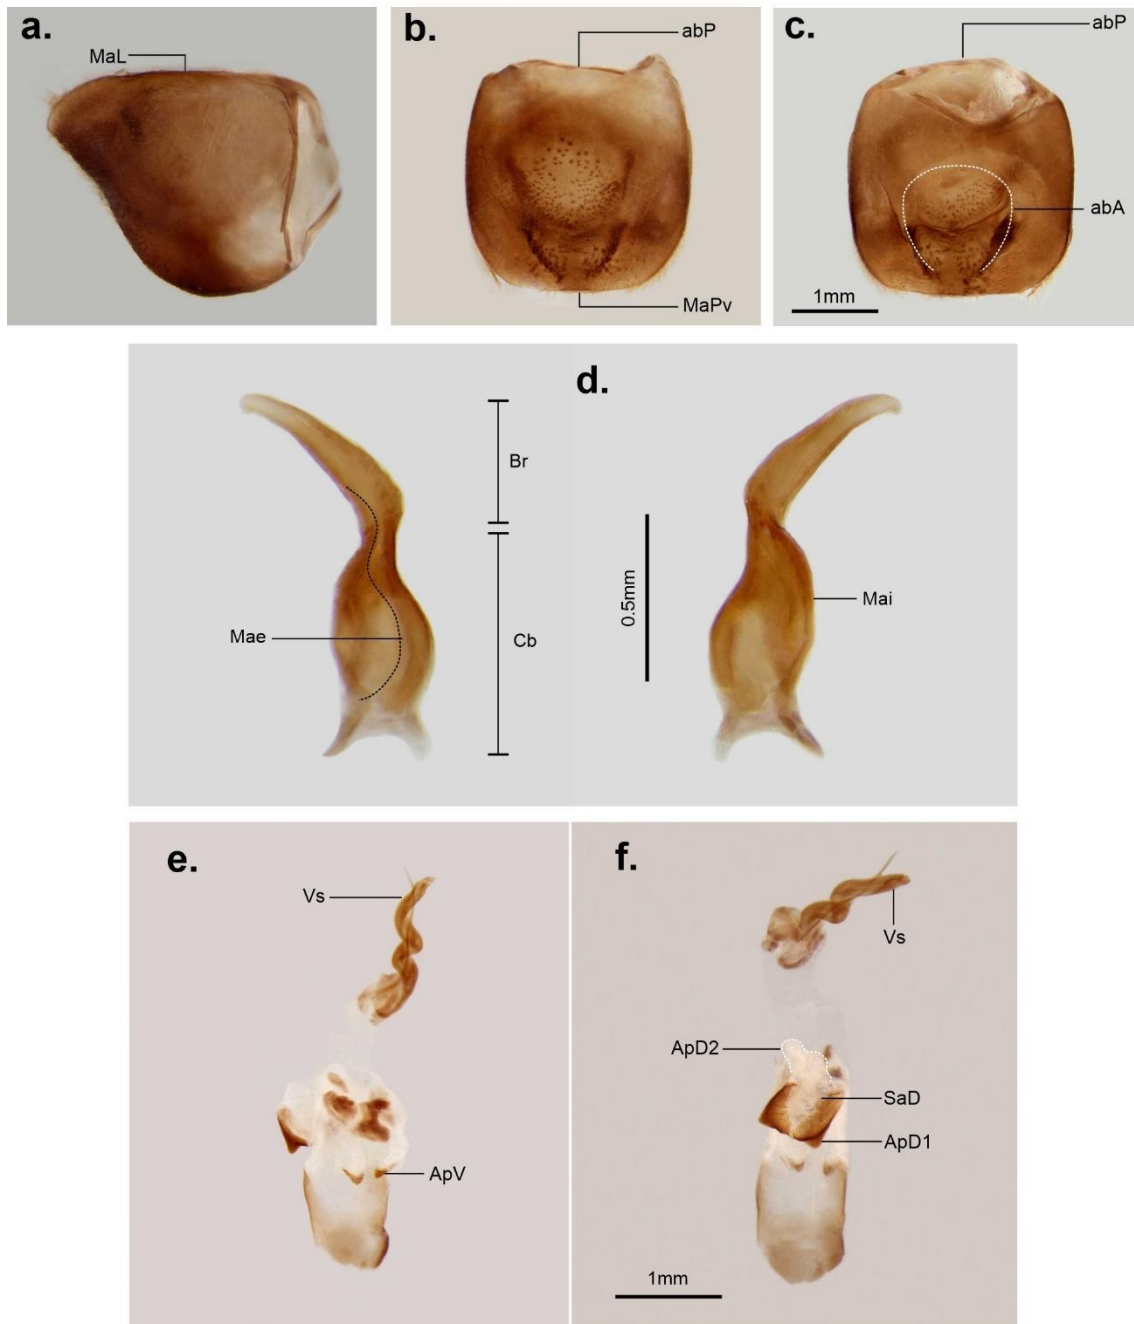 a.
MaL
b.
abP
MaPv
c.
abP
abA
1mm
d.
Br
Cb
Mae
0.5mm
Mai
e.
Vs
ApV
f.
Vs
ApD2
SaD
ApD1
1mm